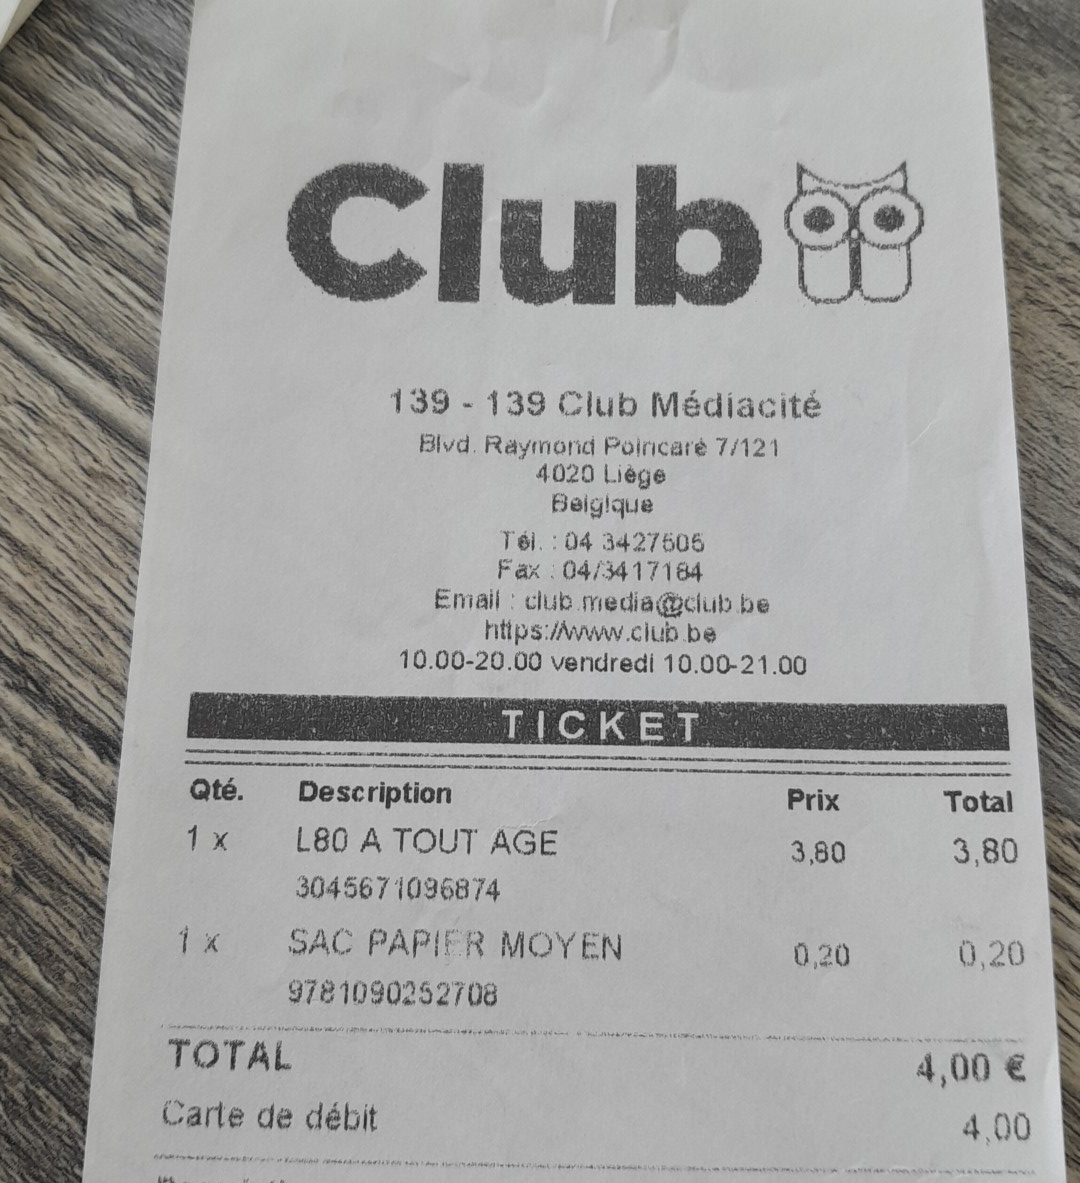 Club
139 - 139 Club Médiacité
Blvd. Raymond Poincaré 7/121
4020 Liège
Belgique
Tél. : 04 3427505
Fax : 04/3417184
Email : club.media@club.be
https://www.club.be
10.00-20.00 vendredi 10.00-21.00
TICKET
Qté. Description Prix Total
1 x L80 A TOUT AGE 3,80 3,80
3045671096874
1 x SAC PAPIER MOYEN 0,20 0,20
9781090252708
TOTAL 4,00 €
Carte de débit 4,00